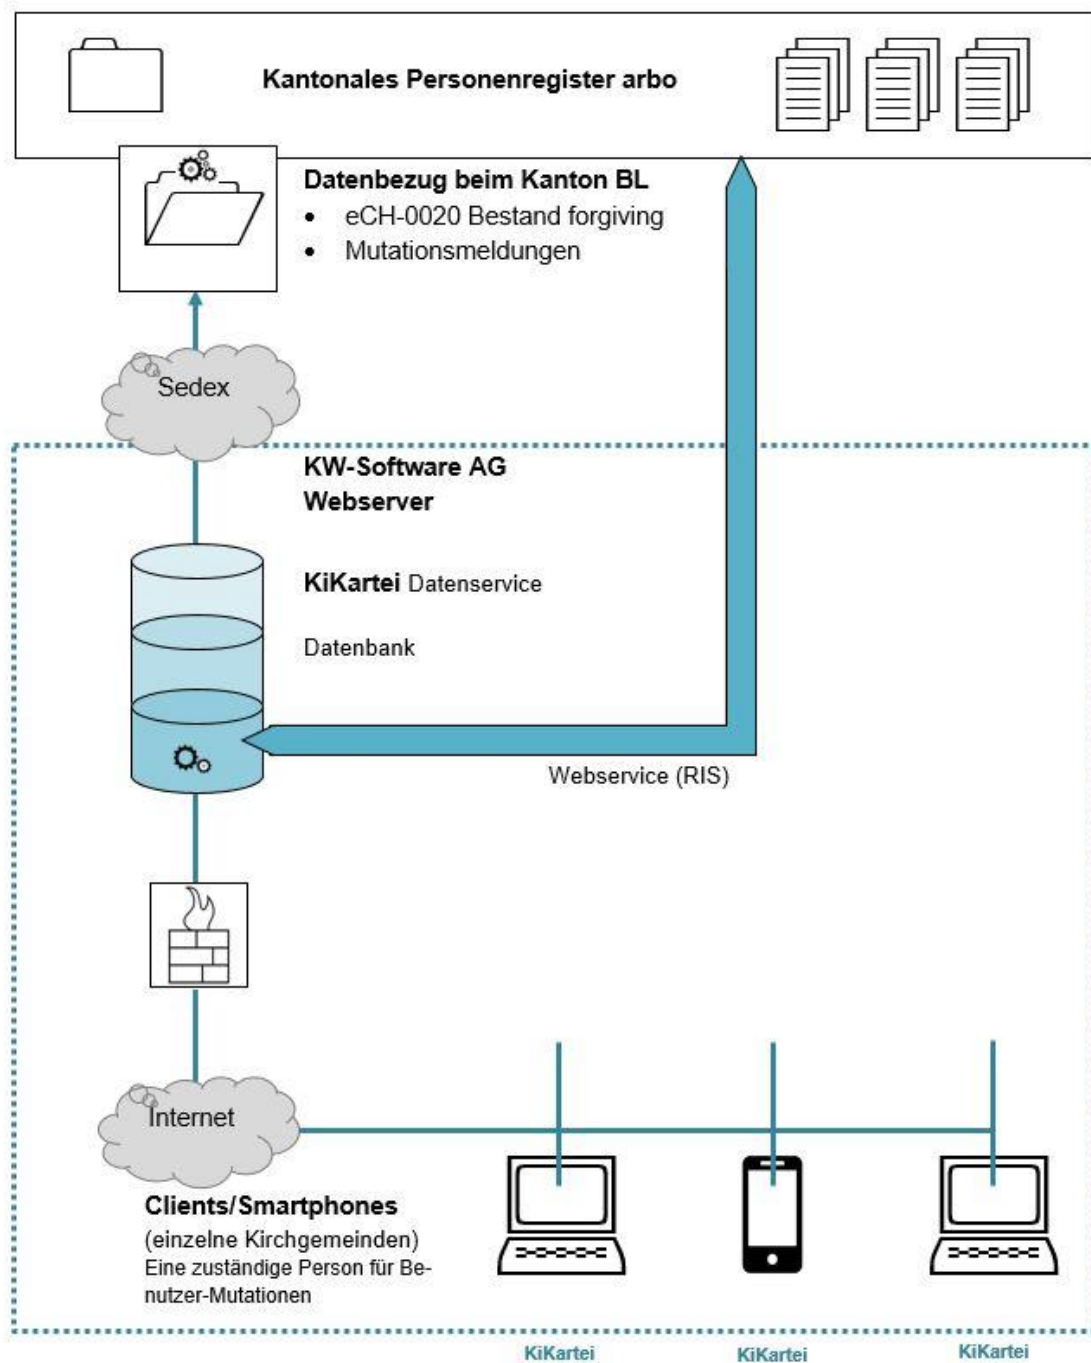 Kantonales Personenregister arbo
Datenbezug beim Kanton BL
• eCH-0020 Bestand forgiving
• Mutationsmeldungen
Sedex
KW-Software AG
Webserver
KiKartei Datenservice
Datenbank
Webservice (RIS)
Internet
Clients/Smartphones
(einzelne Kirchgemeinden)
Eine zuständige Person für Be-
nutzer-Mutationen
KiKartei
KiKartei
KiKartei